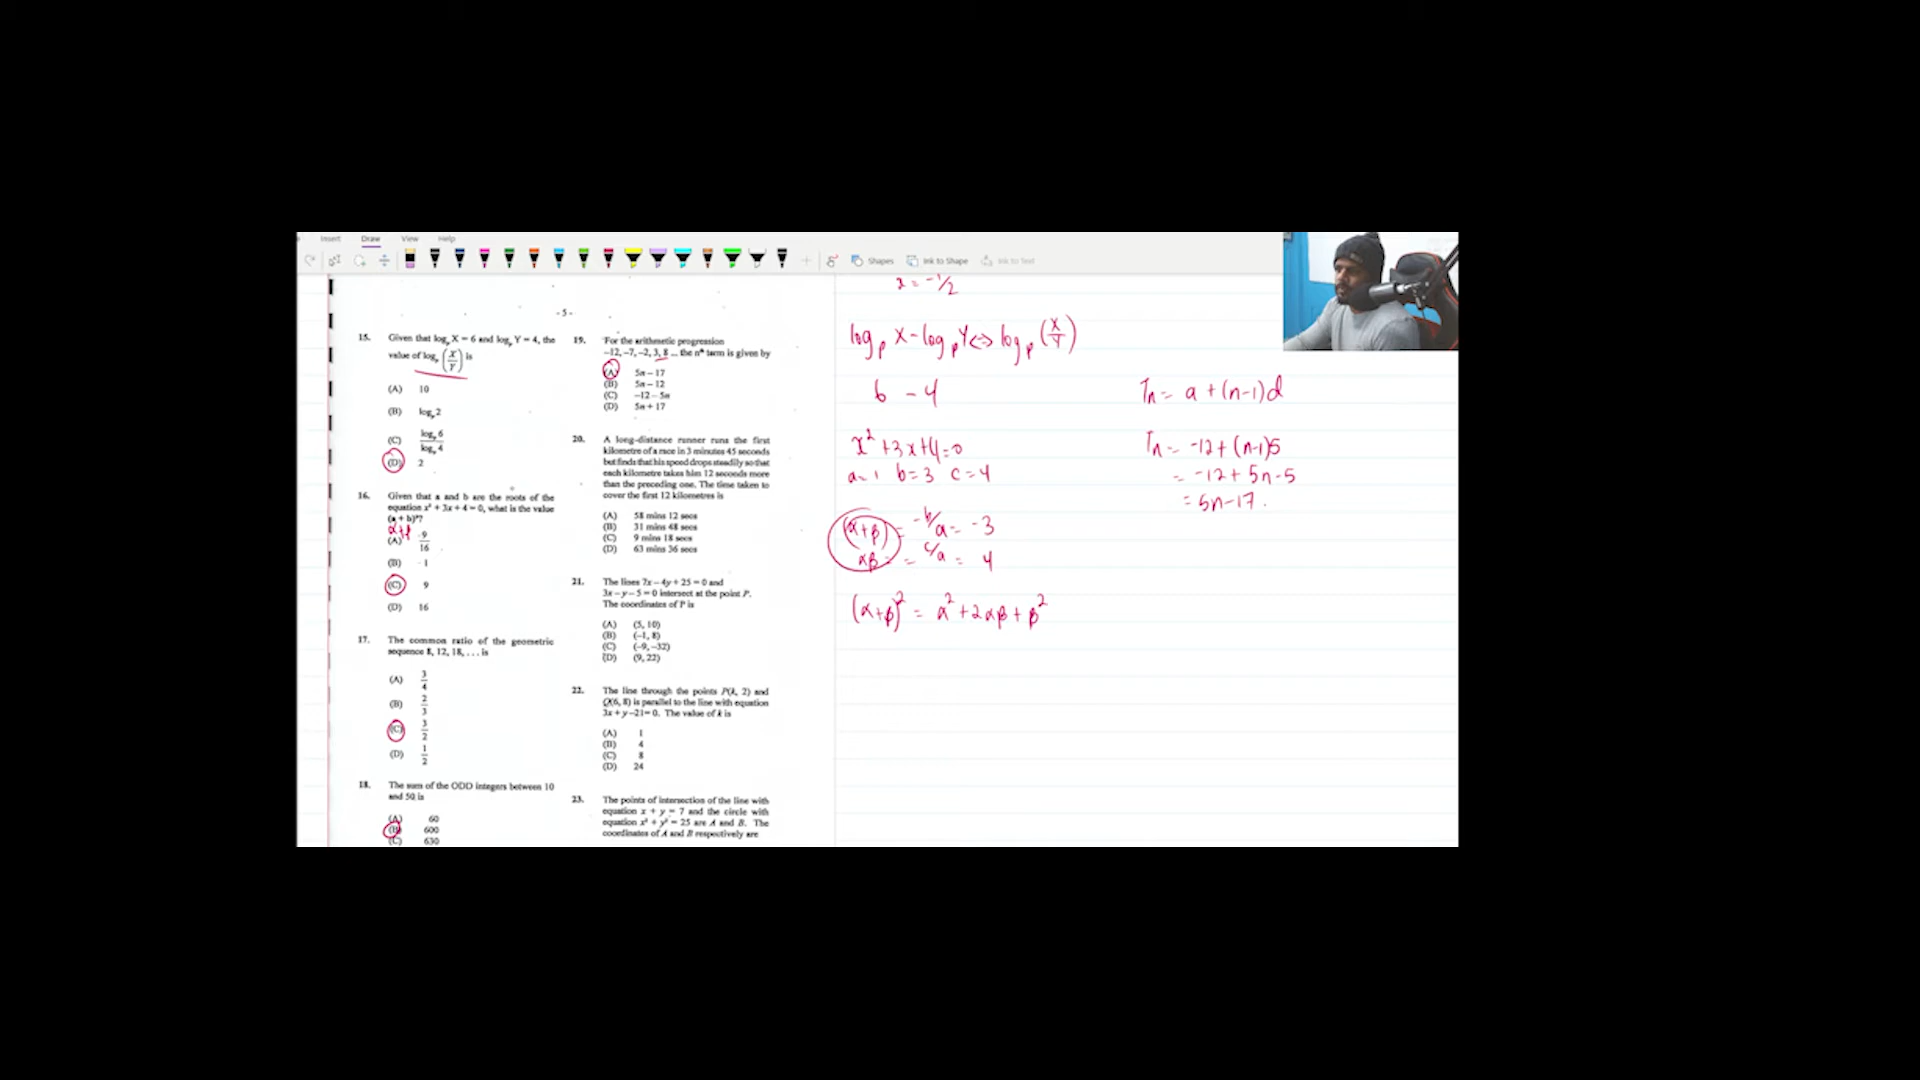 Insert Draw View Help
Shapes Ink to Shape Ink to Text
- 5 -
15. Given that logₚ X = 6 and logₚ Y = 4, the
value of logₚ (X/Y) is
(A) 10
(B) logₚ 2
(C) logₚ 6 / logₚ 4
(D) 2
16. Given that a and b are the roots of the
equation x² + 3x + 4 = 0, what is the value
(a + b)²?
α+β
(A) 9/16
(B) 1
(C) 9
(D) 16
17. The common ratio of the geometric
sequence 8, 12, 18, . . . is
(A) 3/4
(B) 2/3
(C) 3/2
(D) 1/2
18. The sum of the ODD integers between 10
and 50 is
(A) 60
(B) 600
(C) 630
19. For the arithmetic progression
–12, –7, –2, 3, 8 ... the nth term is given by
(A) 5n – 17
(B) 5n – 12
(C) –12 – 5n
(D) 5n + 17
20. A long-distance runner runs the first
kilometre of a race in 3 minutes 45 seconds
but finds that his speed drops steadily so that
each kilometre takes him 12 seconds more
than the preceding one. The time taken to
cover the first 12 kilometres is
(A) 58 mins 12 secs
(B) 31 mins 48 secs
(C) 9 mins 18 secs
(D) 63 mins 36 secs
21. The lines 7x – 4y + 25 = 0 and
3x – y – 5 = 0 intersect at the point P.
The coordinates of P is
(A) (5, 10)
(B) (–1, 8)
(C) (–9, –32)
(D) (9, 22)
22. The line through the points P(k, 2) and
Q(6, 8) is parallel to the line with equation
3x + y –21= 0. The value of k is
(A) 1
(B) 4
(C) 8
(D) 24
23. The points of intersection of the line with
equation x + y = 7 and the circle with
equation x² + y² = 25 are A and B. The
coordinates of A and B respectively are
x = -1/2
logₚ X - logₚ Y <=> logₚ (X/Y)
6 - 4
x² + 3x + 4 = 0
a=1 b=3 c=4
(α+β) = -b/a = -3
αβ = c/a = 4
(α+β)² = α² + 2αβ + β²
Tn = a + (n-1)d
Tn = -12 + (n-1)5
= -12 + 5n - 5
= 5n - 17.